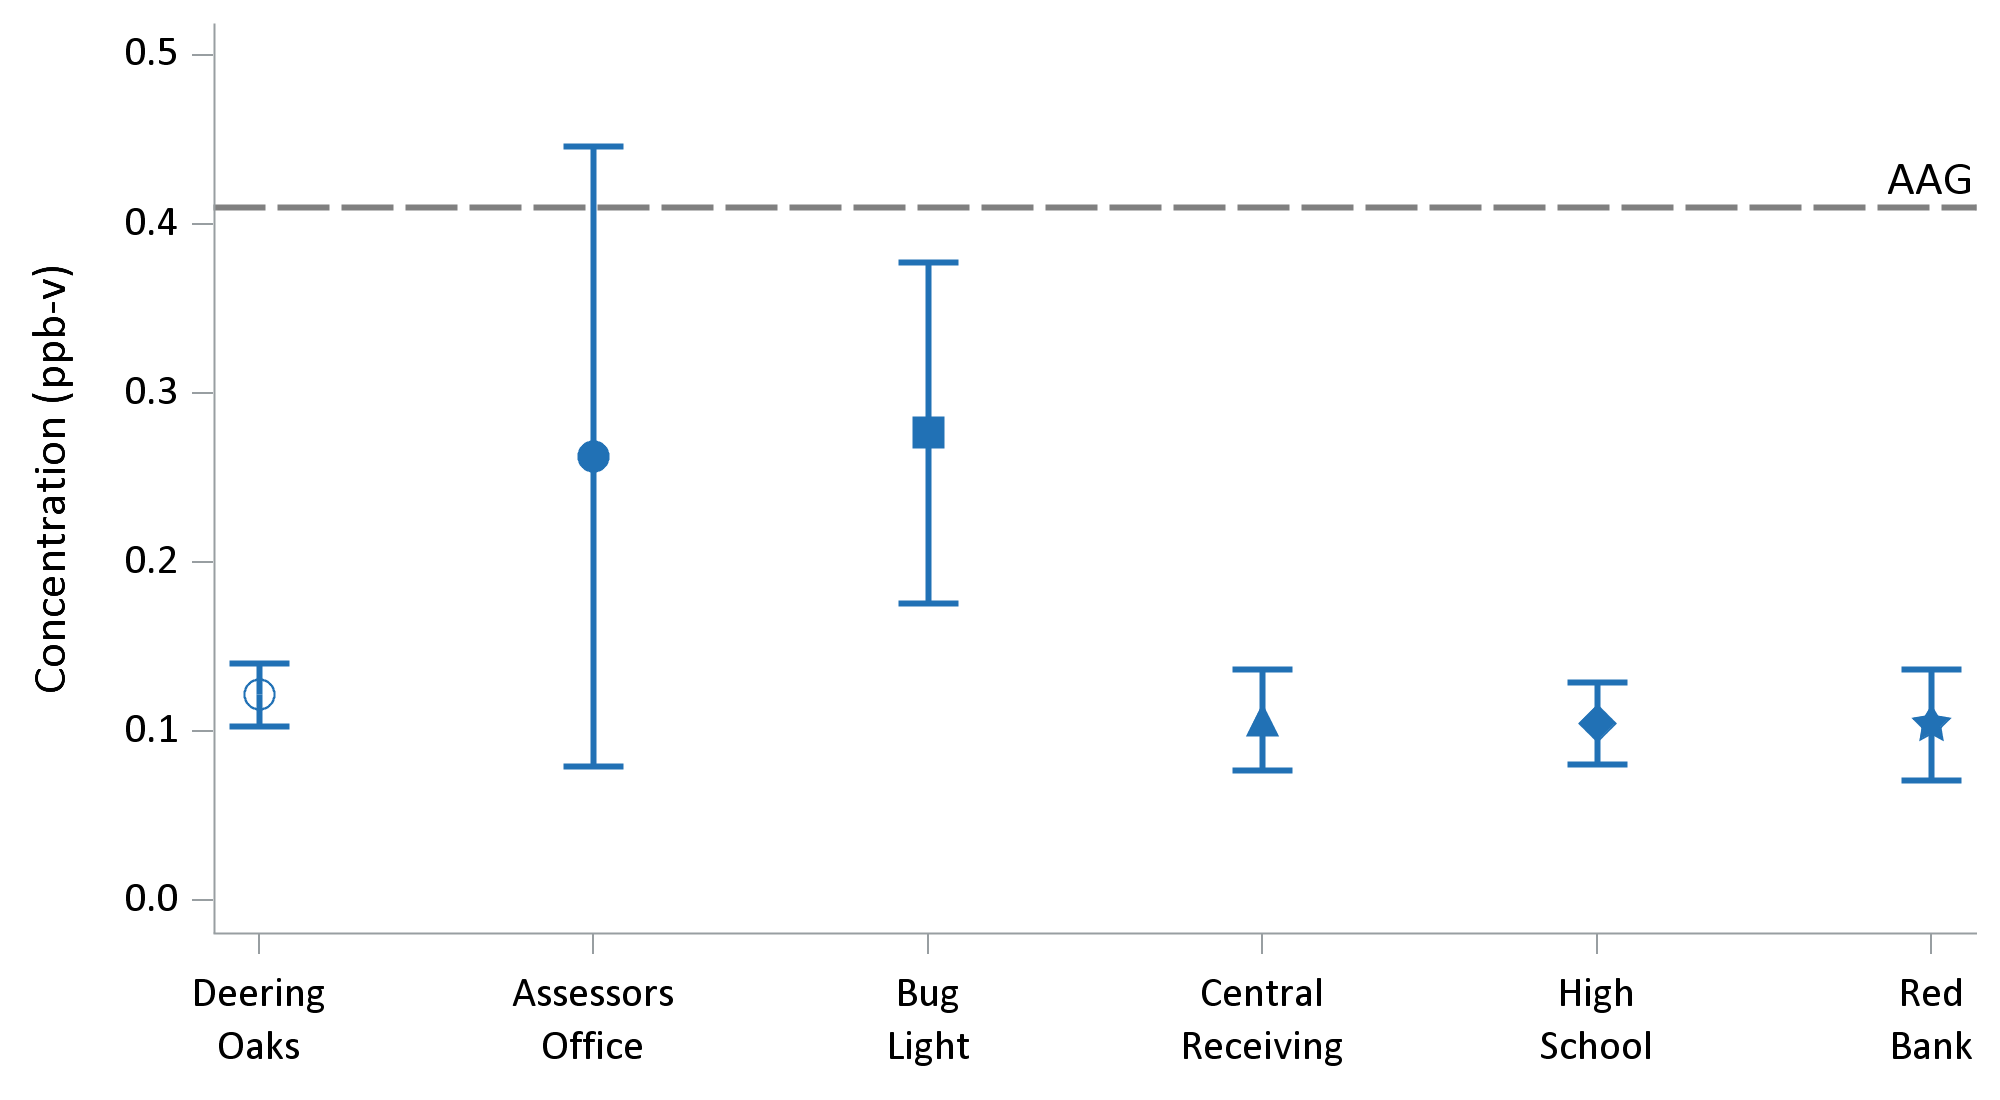 Concentration (ppb-v)
0.5
0.4
0.3
0.2
0.1
0.0
AAG
Deering
Oaks
Assessors
Office
Bug
Light
Central
Receiving
High
School
Red
Bank